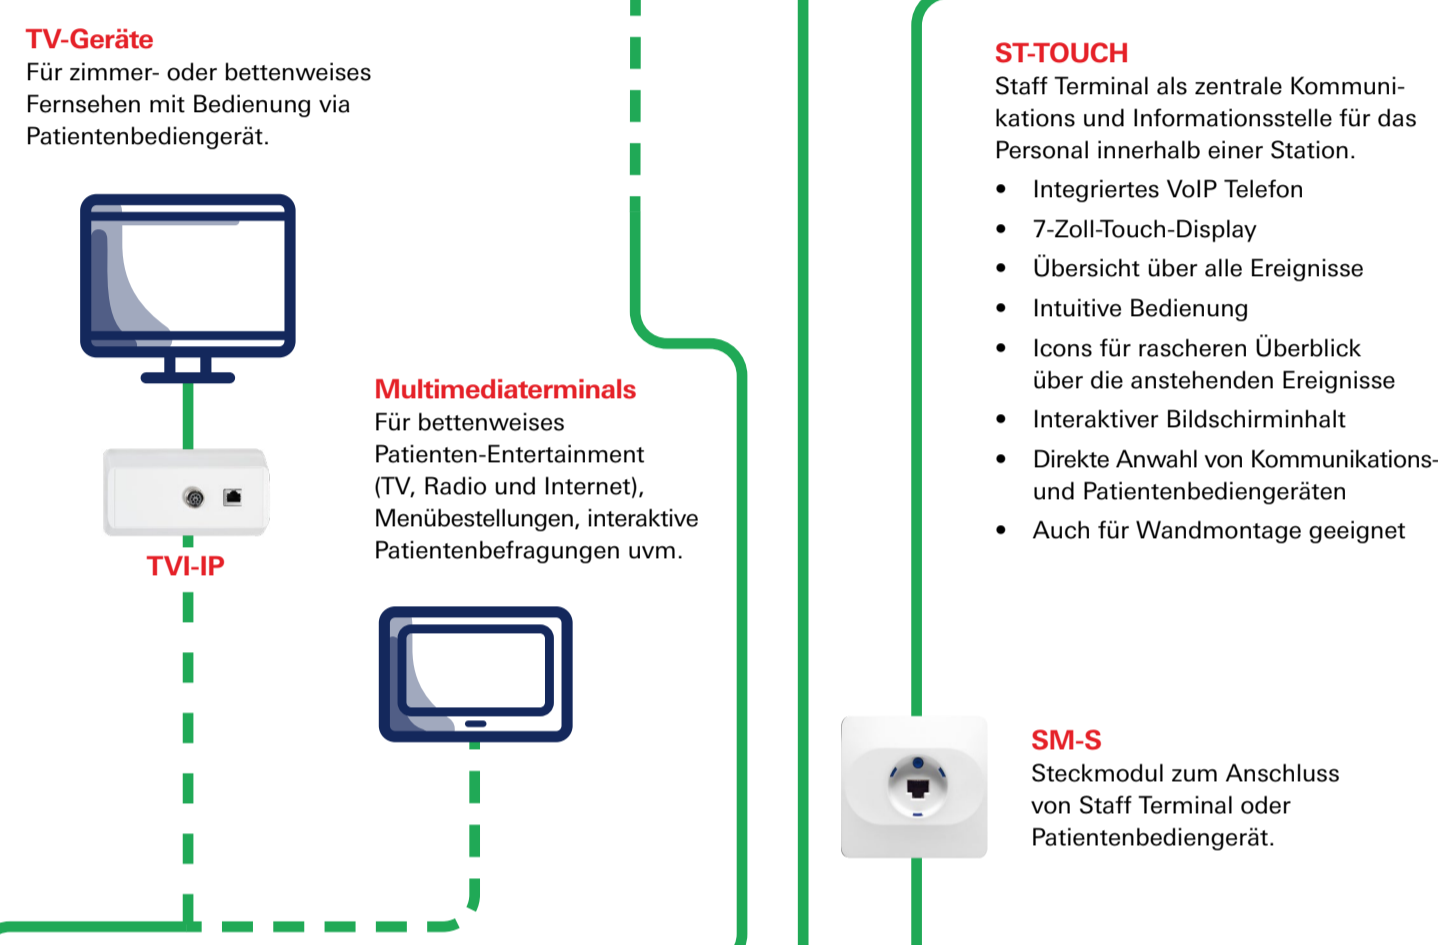 TV-Geräte
Für zimmer- oder bettenweises
Fernsehen mit Bedienung via
Patientenbediengerät.
TVI-IP
Multimediaterminals
Für bettenweises
Patienten-Entertainment
(TV, Radio und Internet),
Menübestellungen, interaktive
Patientenbefragungen uvm.
ST-TOUCH
Staff Terminal als zentrale Kommuni-
kations und Informationsstelle für das
Personal innerhalb einer Station.
• Integriertes VoIP Telefon
• 7-Zoll-Touch-Display
• Übersicht über alle Ereignisse
• Intuitive Bedienung
• Icons für rascheren Überblick
über die anstehenden Ereignisse
• Interaktiver Bildschirminhalt
• Direkte Anwahl von Kommunikations-
und Patientenbediengeräten
• Auch für Wandmontage geeignet
SM-S
Steckmodul zum Anschluss
von Staff Terminal oder
Patientenbediengerät.